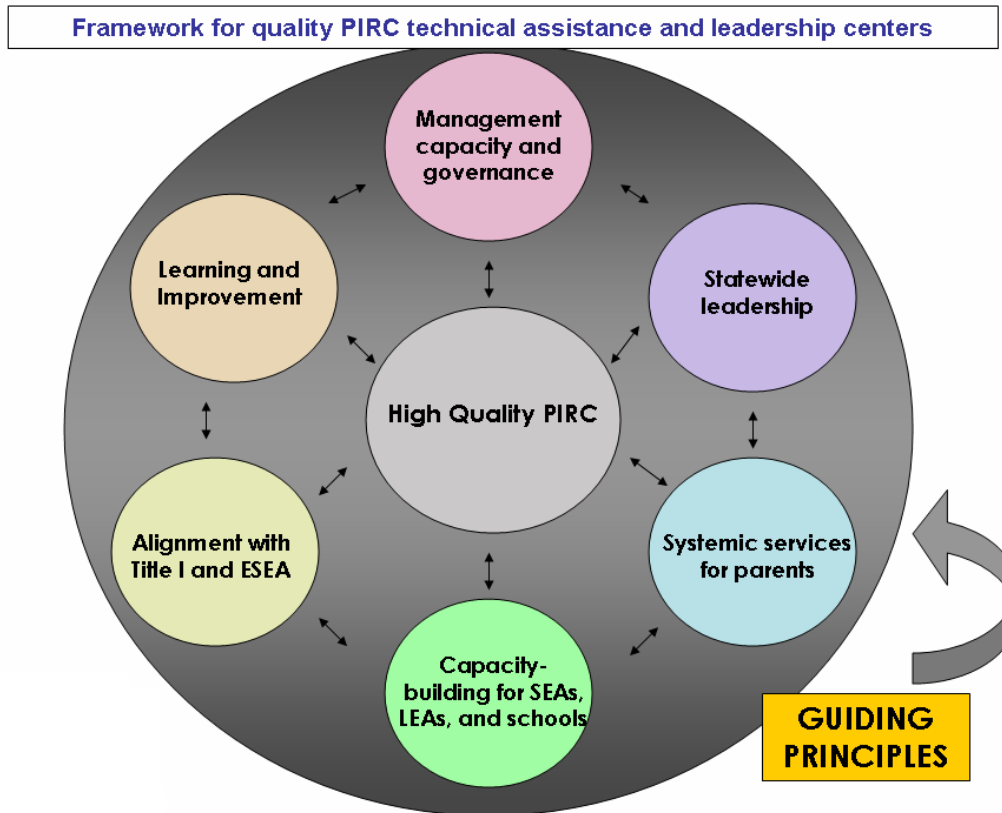 Framework for quality PIRC technical assistance and leadership centers
Management
capacity and
governance
Learning and
Improvement
Statewide
leadership
High Quality PIRC
Alignment with
Title I and ESEA
Systemic services
for parents
Capacity-
building for SEAs,
LEAs, and schools
GUIDING
PRINCIPLES